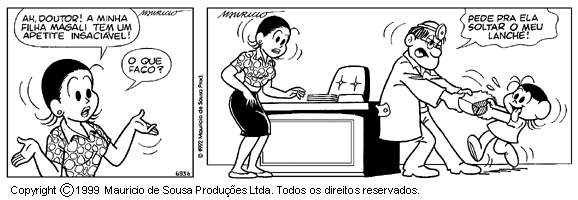 AH, DOUTOR! A MINHA
FILHA MAGALI TEM UM
APETITE INSACIÁVEL!
O QUE
FAÇO?
MAURICIO
6936
© 1992 Mauricio de Sousa Prod.
MAURICIO
PEDE PRA ELA
SOLTAR O MEU
LANCHE!
Copyright ©1999 Mauricio de Sousa Produções Ltda. Todos os direitos reservados.